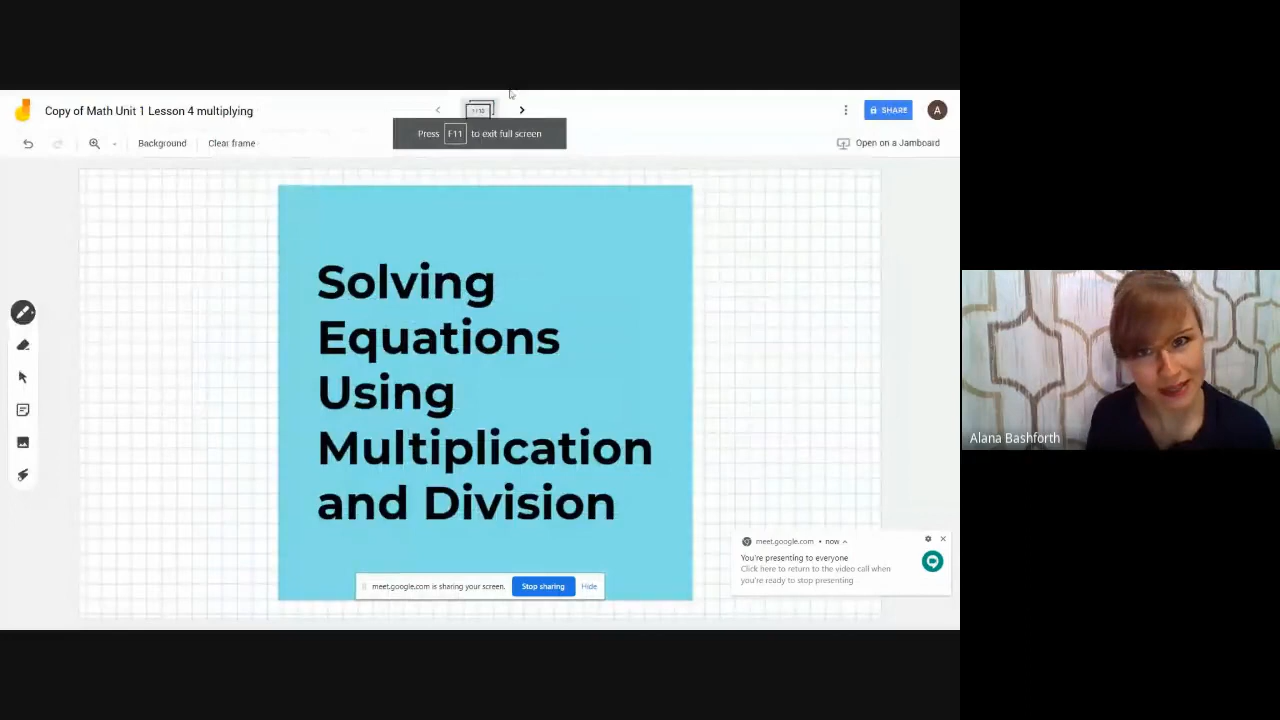 Copy of Math Unit 1 Lesson 4 multiplying
SHARE
A
Press F11 to exit full screen
Background
Clear frame
Open on a Jamboard
Solving
Equations
Using
Multiplication
and Division
Alana Bashforth
meet.google.com • now
You're presenting to everyone
Click here to return to the video call when
you're ready to stop presenting
meet.google.com is sharing your screen.
Stop sharing
Hide